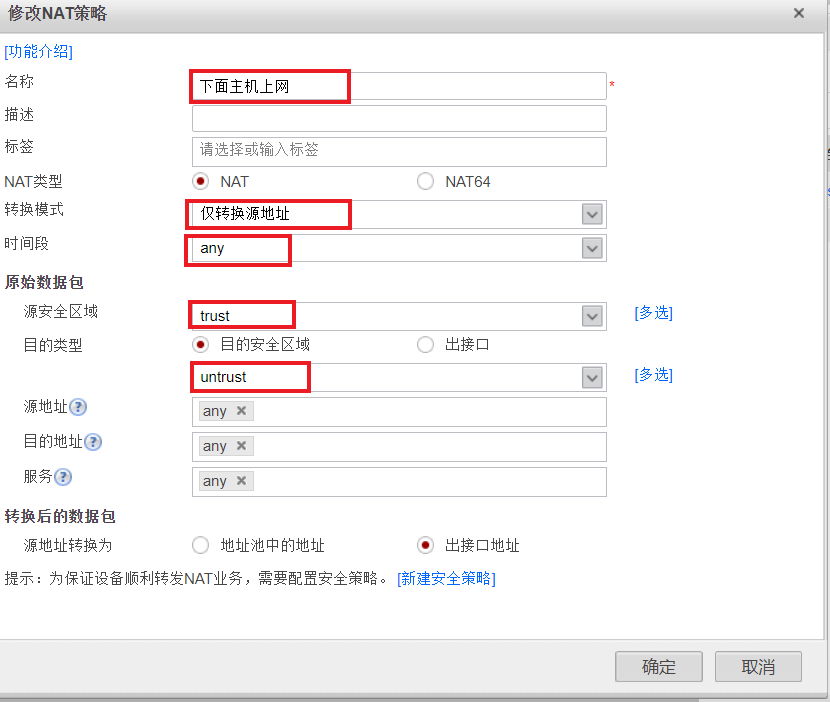 修改NAT策略
[功能介绍]
名称 下面主机上网 *
描述
标签 请选择或输入标签
NAT类型 NAT NAT64
转换模式 仅转换源地址
时间段 any
原始数据包
源安全区域 trust [多选]
目的类型 目的安全区域 出接口
untrust [多选]
源地址 any
目的地址 any
服务 any
转换后的数据包
源地址转换为 地址池中的地址 出接口地址
提示：为保证设备顺利转发NAT业务，需要配置安全策略。 [新建安全策略]
确定 取消